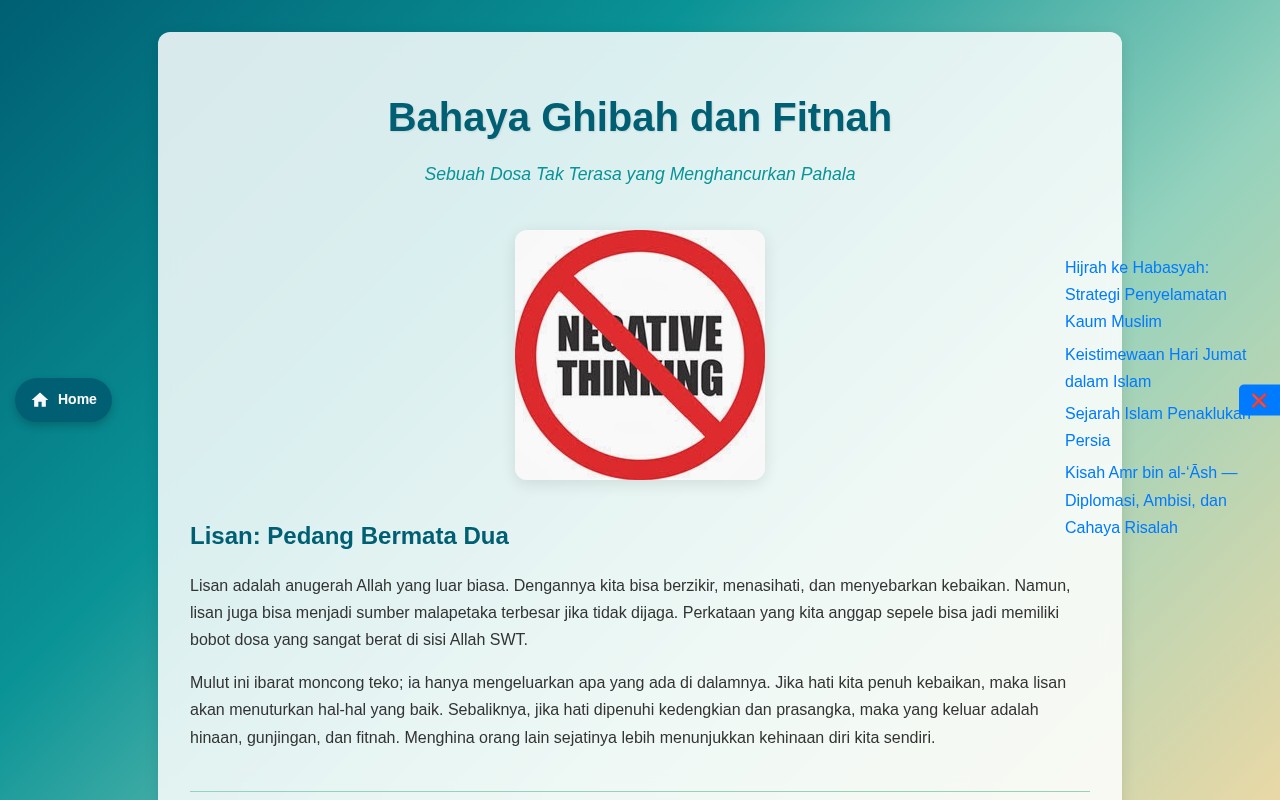 Bahaya Ghibah dan Fitnah
Sebuah Dosa Tak Terasa yang Menghancurkan Pahala
NEGATIVE
THINKING
Lisan: Pedang Bermata Dua
Lisan adalah anugerah Allah yang luar biasa. Dengannya kita bisa berzikir, menasihati, dan menyebarkan kebaikan. Namun,
lisan juga bisa menjadi sumber malapetaka terbesar jika tidak dijaga. Perkataan yang kita anggap sepele bisa jadi memiliki
bobot dosa yang sangat berat di sisi Allah SWT.
Mulut ini ibarat moncong teko; ia hanya mengeluarkan apa yang ada di dalamnya. Jika hati kita penuh kebaikan, maka lisan
akan menuturkan hal-hal yang baik. Sebaliknya, jika hati dipenuhi kedengkian dan prasangka, maka yang keluar adalah
hinaan, gunjingan, dan fitnah. Menghina orang lain sejatinya lebih menunjukkan kehinaan diri kita sendiri.
Home
Hijrah ke Habasyah:
Strategi Penyelamatan
Kaum Muslim
Keistimewaan Hari Jumat
dalam Islam
Sejarah Islam Penaklukan
Persia
Kisah Amr bin al-ʿĀsh —
Diplomasi, Ambisi, dan
Cahaya Risalah